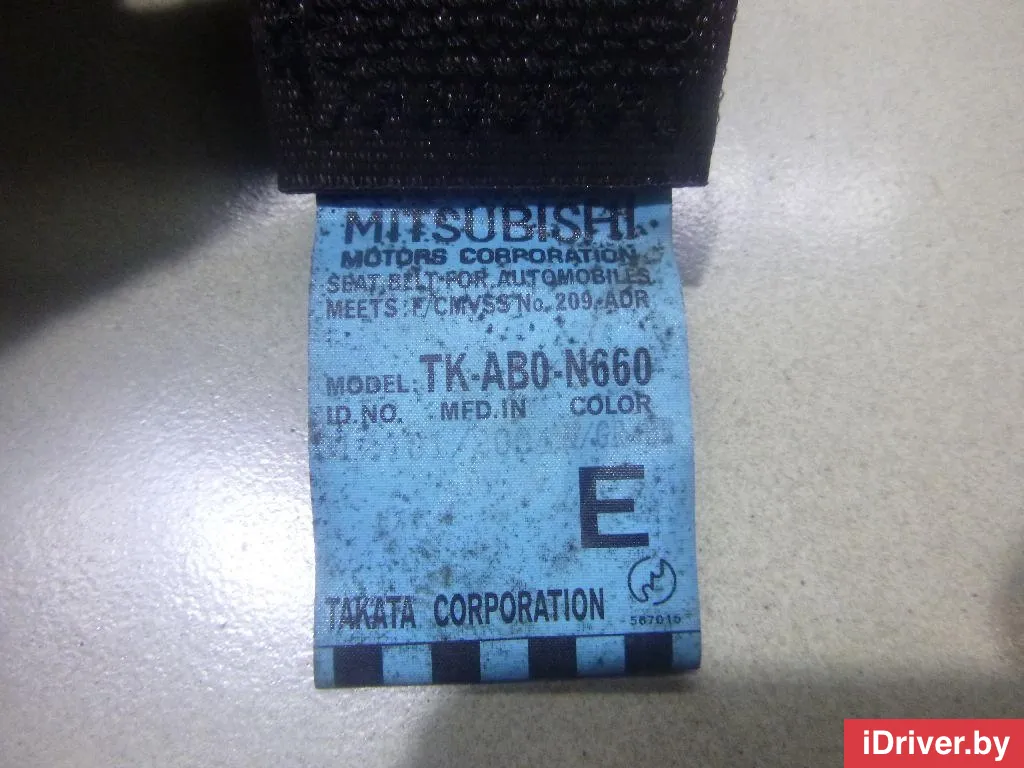 MITSUBISHI
MOTORS CORPORATION
SEAT BELT FOR AUTOMOBILES
MEETS: F/CMVSS No. 209, ADR
MODEL: TK-AB0-N660
ID.NO. MFD.IN COLOR
E
TAKATA CORPORATION
567015
iDriver.by